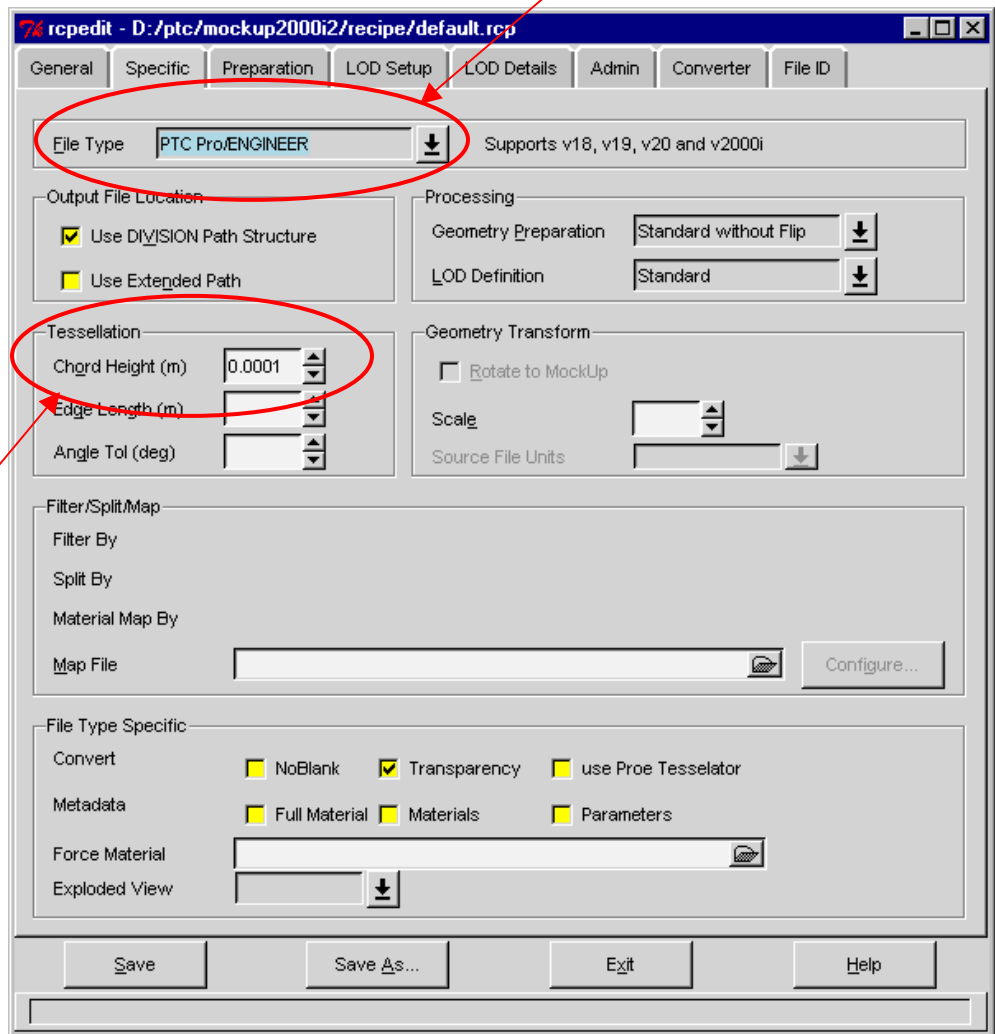 rcpedit - D:/ptc/mockup2000i2/recipe/default.rcp
General Specific Preparation LOD Setup LOD Details Admin Converter File ID
File Type PTC Pro/ENGINEER Supports v18, v19, v20 and v2000i
Output File Location
Use DIVISION Path Structure
Use Extended Path
Processing
Geometry Preparation Standard without Flip
LOD Definition Standard
Tessellation
Chord Height (m) 0.0001
Edge Length (m)
Angle Tol (deg)
Geometry Transform
Rotate to MockUp
Scale
Source File Units
Filter/Split/Map
Filter By
Split By
Material Map By
Map File Configure...
File Type Specific
Convert NoBlank Transparency use Proe Tesselator
Metadata Full Material Materials Parameters
Force Material
Exploded View
Save Save As... Exit Help